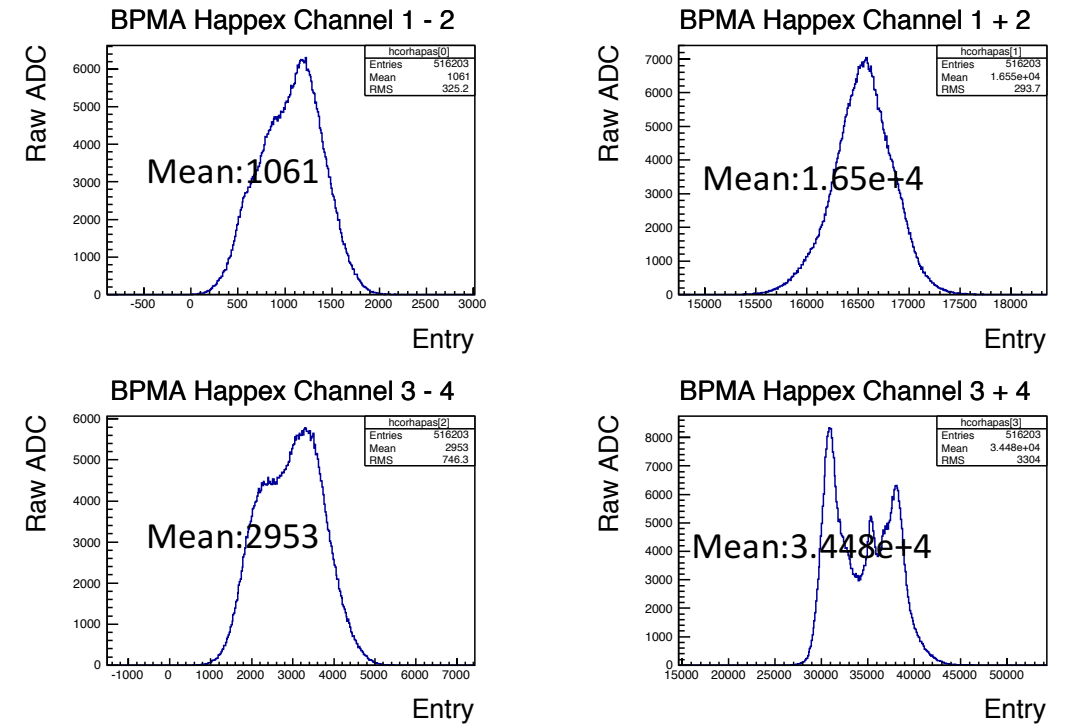 BPMA Happex Channel 1 - 2
hcorhapas[0]
Entries 516203
Mean 1061
RMS 325.2
Raw ADC
6000
5000
4000
3000
2000
1000
0
Mean:1061
-500 0 500 1000 1500 2000 2500 3000
Entry
BPMA Happex Channel 1 + 2
hcorhapas[1]
Entries 516203
Mean 1.655e+04
RMS 293.7
Raw ADC
7000
6000
5000
4000
3000
2000
1000
0
Mean:1.65e+4
15000 15500 16000 16500 17000 17500 18000
Entry
BPMA Happex Channel 3 - 4
hcorhapas[2]
Entries 516203
Mean 2953
RMS 746.3
Raw ADC
6000
5000
4000
3000
2000
1000
0
Mean:2953
-1000 0 1000 2000 3000 4000 5000 6000 7000
Entry
BPMA Happex Channel 3 + 4
hcorhapas[3]
Entries 516203
Mean 3.448e+04
RMS 3304
Raw ADC
8000
7000
6000
5000
4000
3000
2000
1000
0
Mean:3.448e+4
15000 20000 25000 30000 35000 40000 45000 50000
Entry